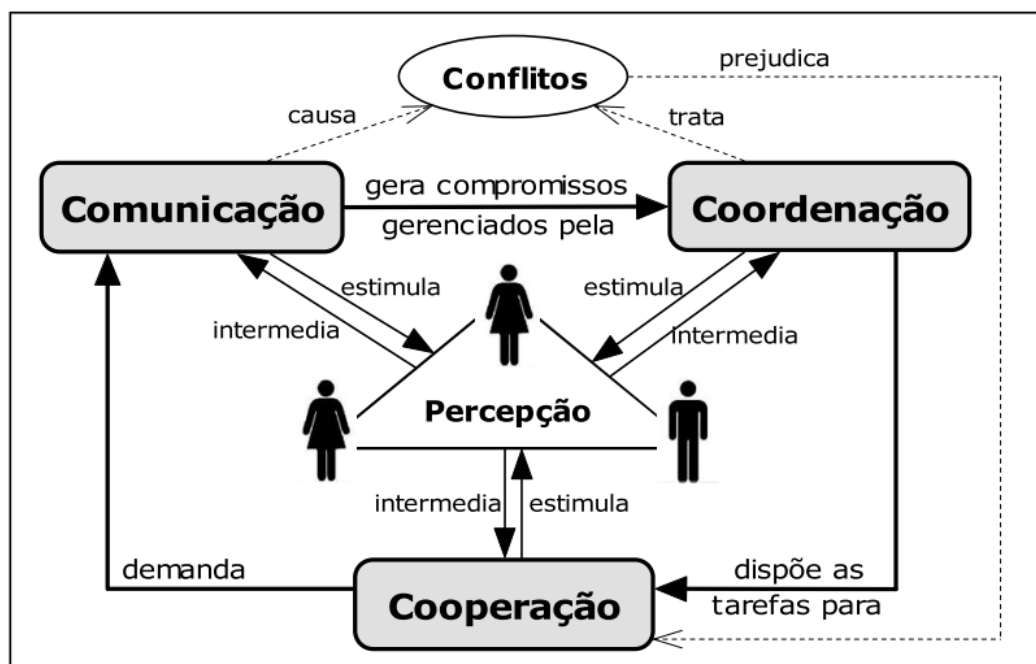 Conflitos
prejudica
causa
trata
Comunicação
gera compromissos
gerenciados pela
Coordenação
estimula
intermedia
estimula
intermedia
Percepção
intermedia
estimula
demanda
Cooperação
dispõe as
tarefas para